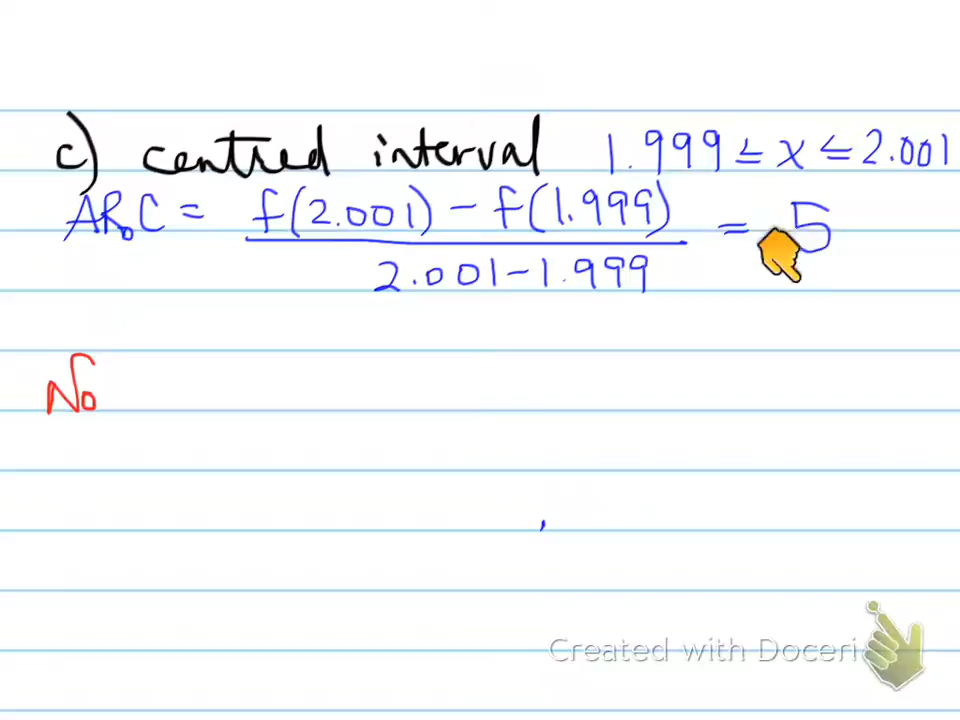 c) centred interval 1.999 ≤ x ≤ 2.001
ARoC = f(2.001) - f(1.999) = 5
2.001 - 1.999
No
Created with Doceri